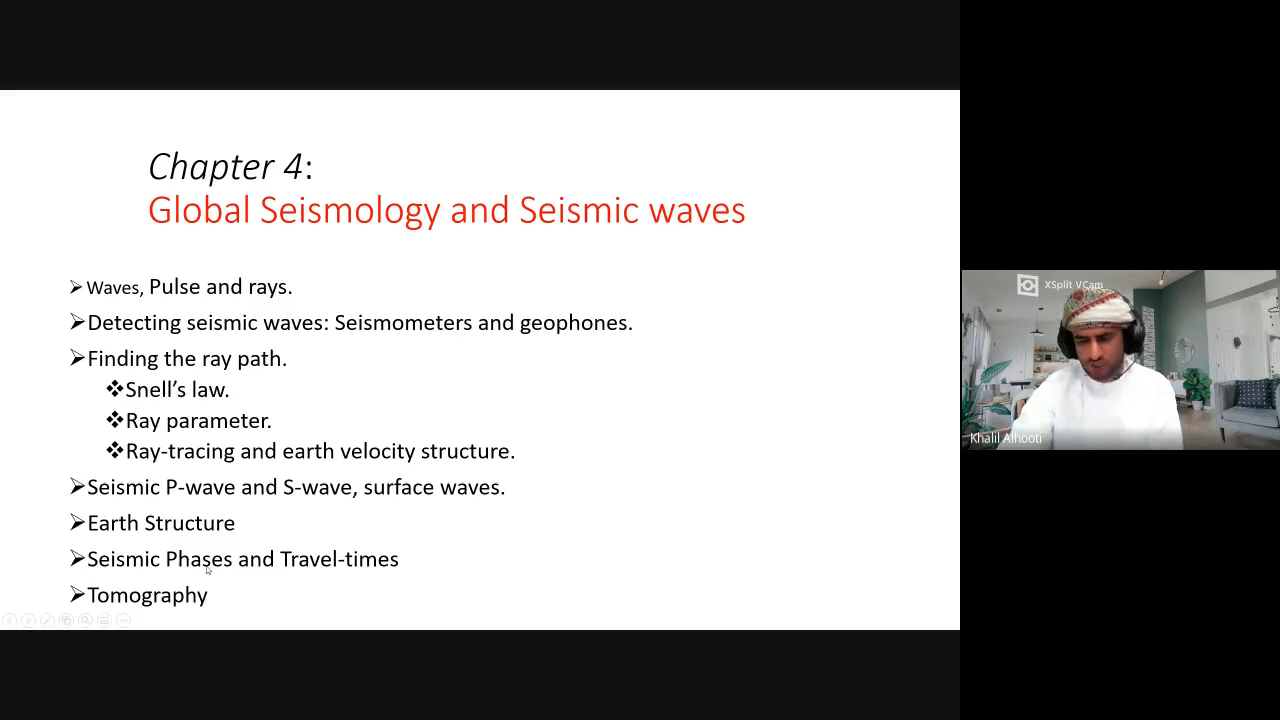 Chapter 4:
Global Seismology and Seismic waves
Waves, Pulse and rays.
Detecting seismic waves: Seismometers and geophones.
Finding the ray path.
Snell’s law.
Ray parameter.
Ray-tracing and earth velocity structure.
Seismic P-wave and S-wave, surface waves.
Earth Structure
Seismic Phases and Travel-times
Tomography
XSplit VCam
Khalil Alhooti